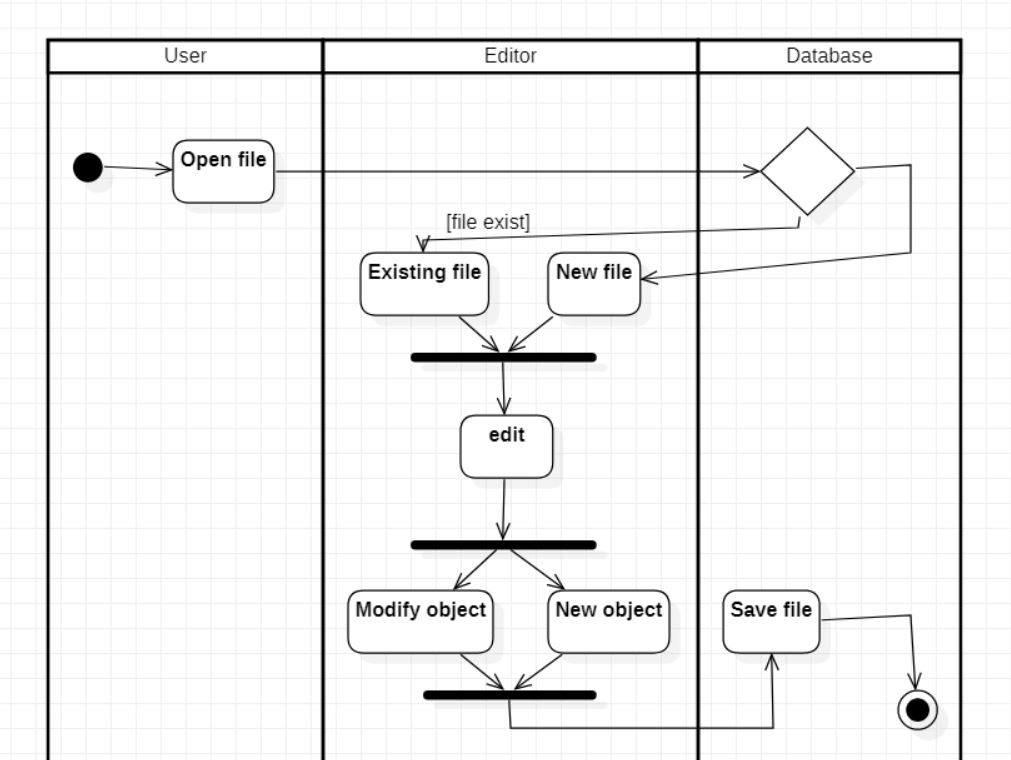 User
Editor
Database
Open file
[file exist]
Existing file
New file
edit
Modify object
New object
Save file